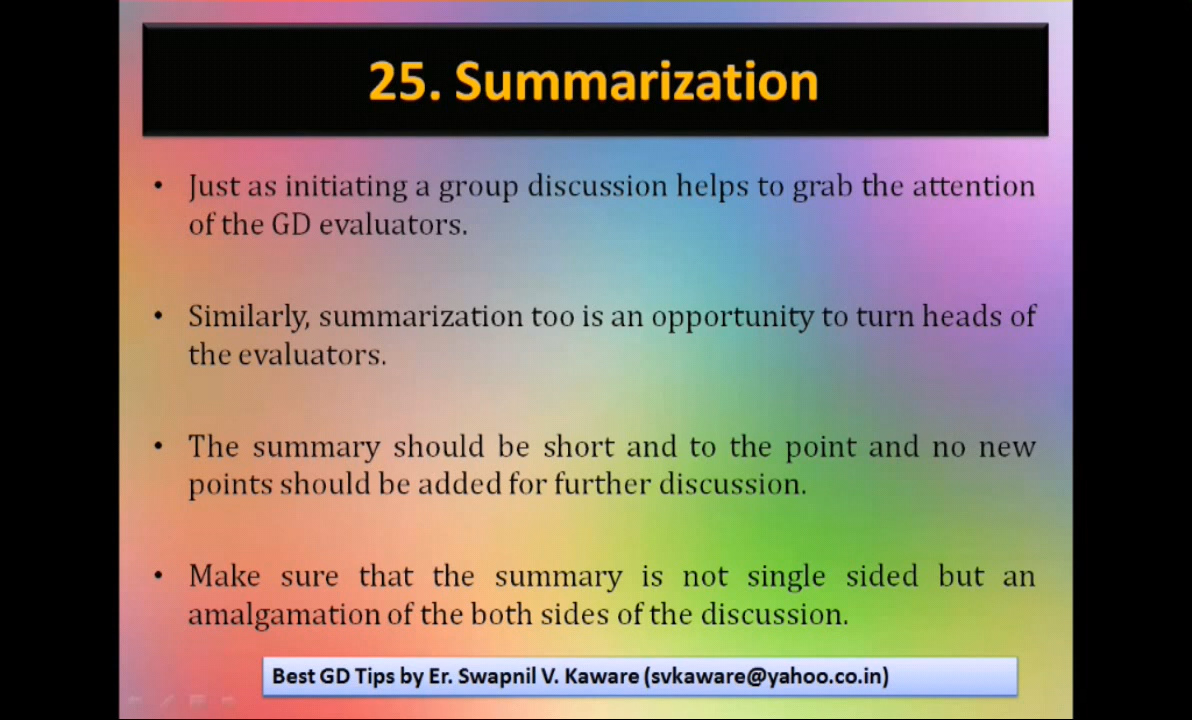 25. Summarization
• Just as initiating a group discussion helps to grab the attention
of the GD evaluators.
• Similarly, summarization too is an opportunity to turn heads of
the evaluators.
• The summary should be short and to the point and no new
points should be added for further discussion.
• Make sure that the summary is not single sided but an
amalgamation of the both sides of the discussion.
Best GD Tips by Er. Swapnil V. Kaware (svkaware@yahoo.co.in)